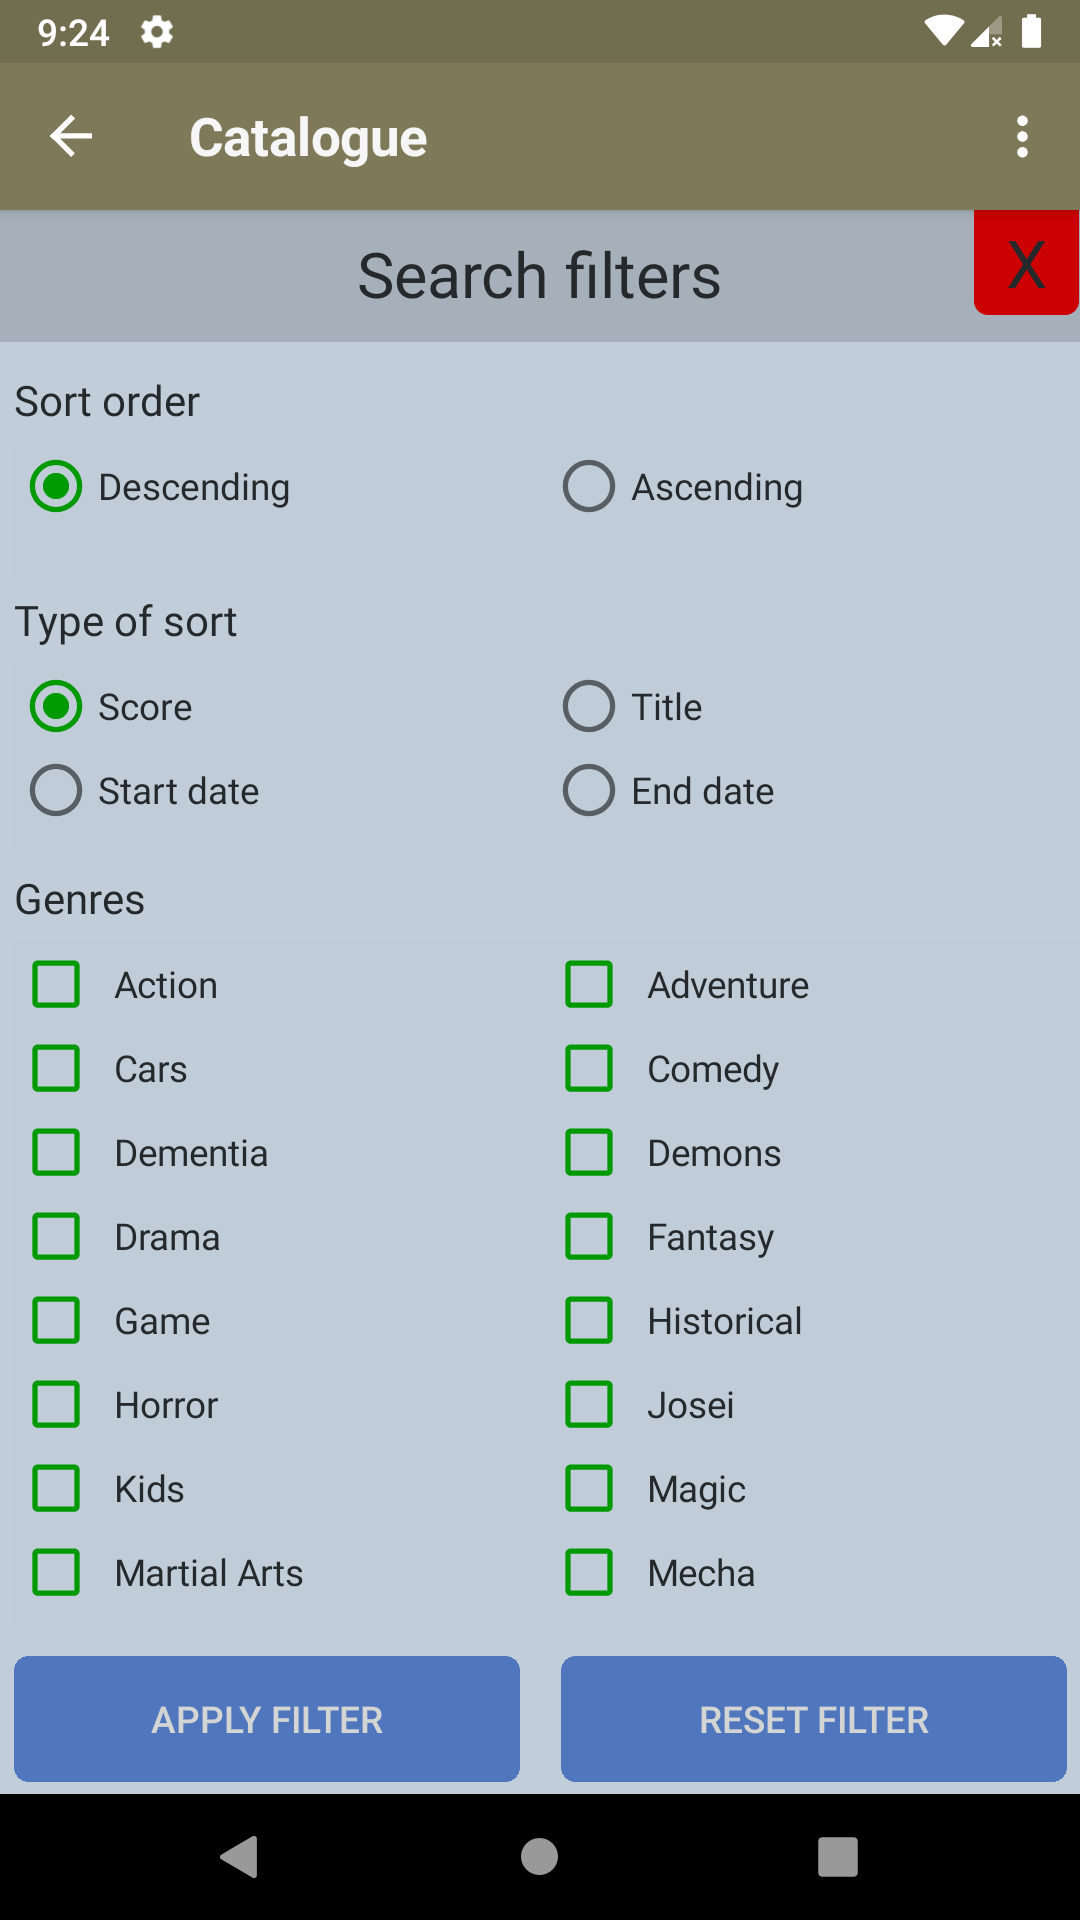 9:24
Catalogue
Search filters
X
Sort order
Descending
Ascending
Type of sort
Score
Title
Start date
End date
Genres
Action
Adventure
Cars
Comedy
Dementia
Demons
Drama
Fantasy
Game
Historical
Horror
Josei
Kids
Magic
Martial Arts
Mecha
APPLY FILTER
RESET FILTER